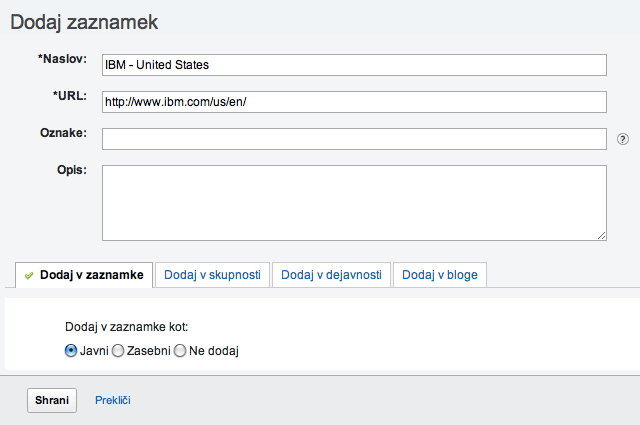 Dodaj zaznamek
*Naslov: IBM - United States
*URL: http://www.ibm.com/us/en/
Oznake: ?
Opis:
Dodaj v zaznamke Dodaj v skupnosti Dodaj v dejavnosti Dodaj v bloge
Dodaj v zaznamke kot:
Javni Zasebni Ne dodaj
Shrani Prekliči